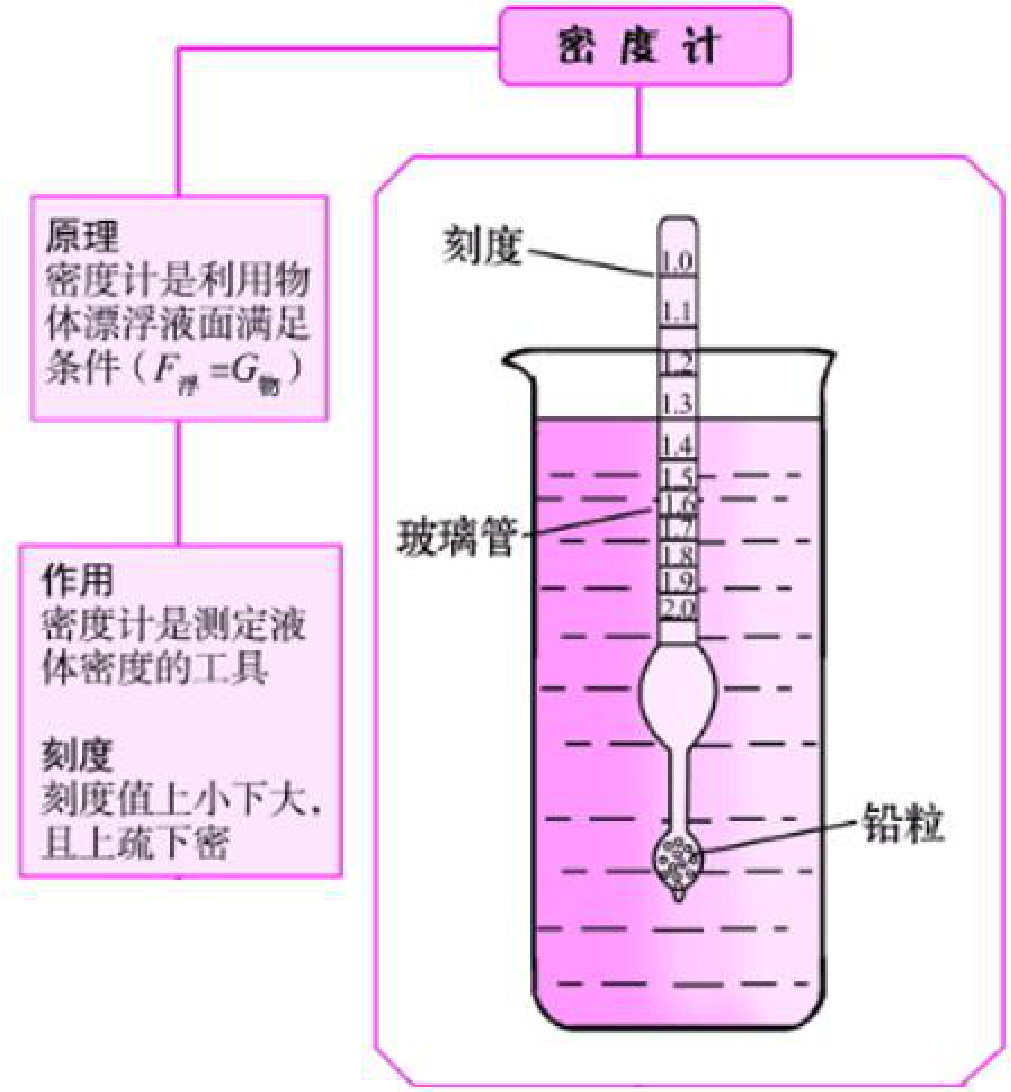 密度计
原理
密度计是利用物
体漂浮液面满足
条件（F浮=G物）
作用
密度计是测定液
体密度的工具
刻度
刻度值上小下大，
且上疏下密
刻度
1.0
1.1
1.2
1.3
1.4
1.5
1.6
1.7
1.8
1.9
2.0
玻璃管
铅粒